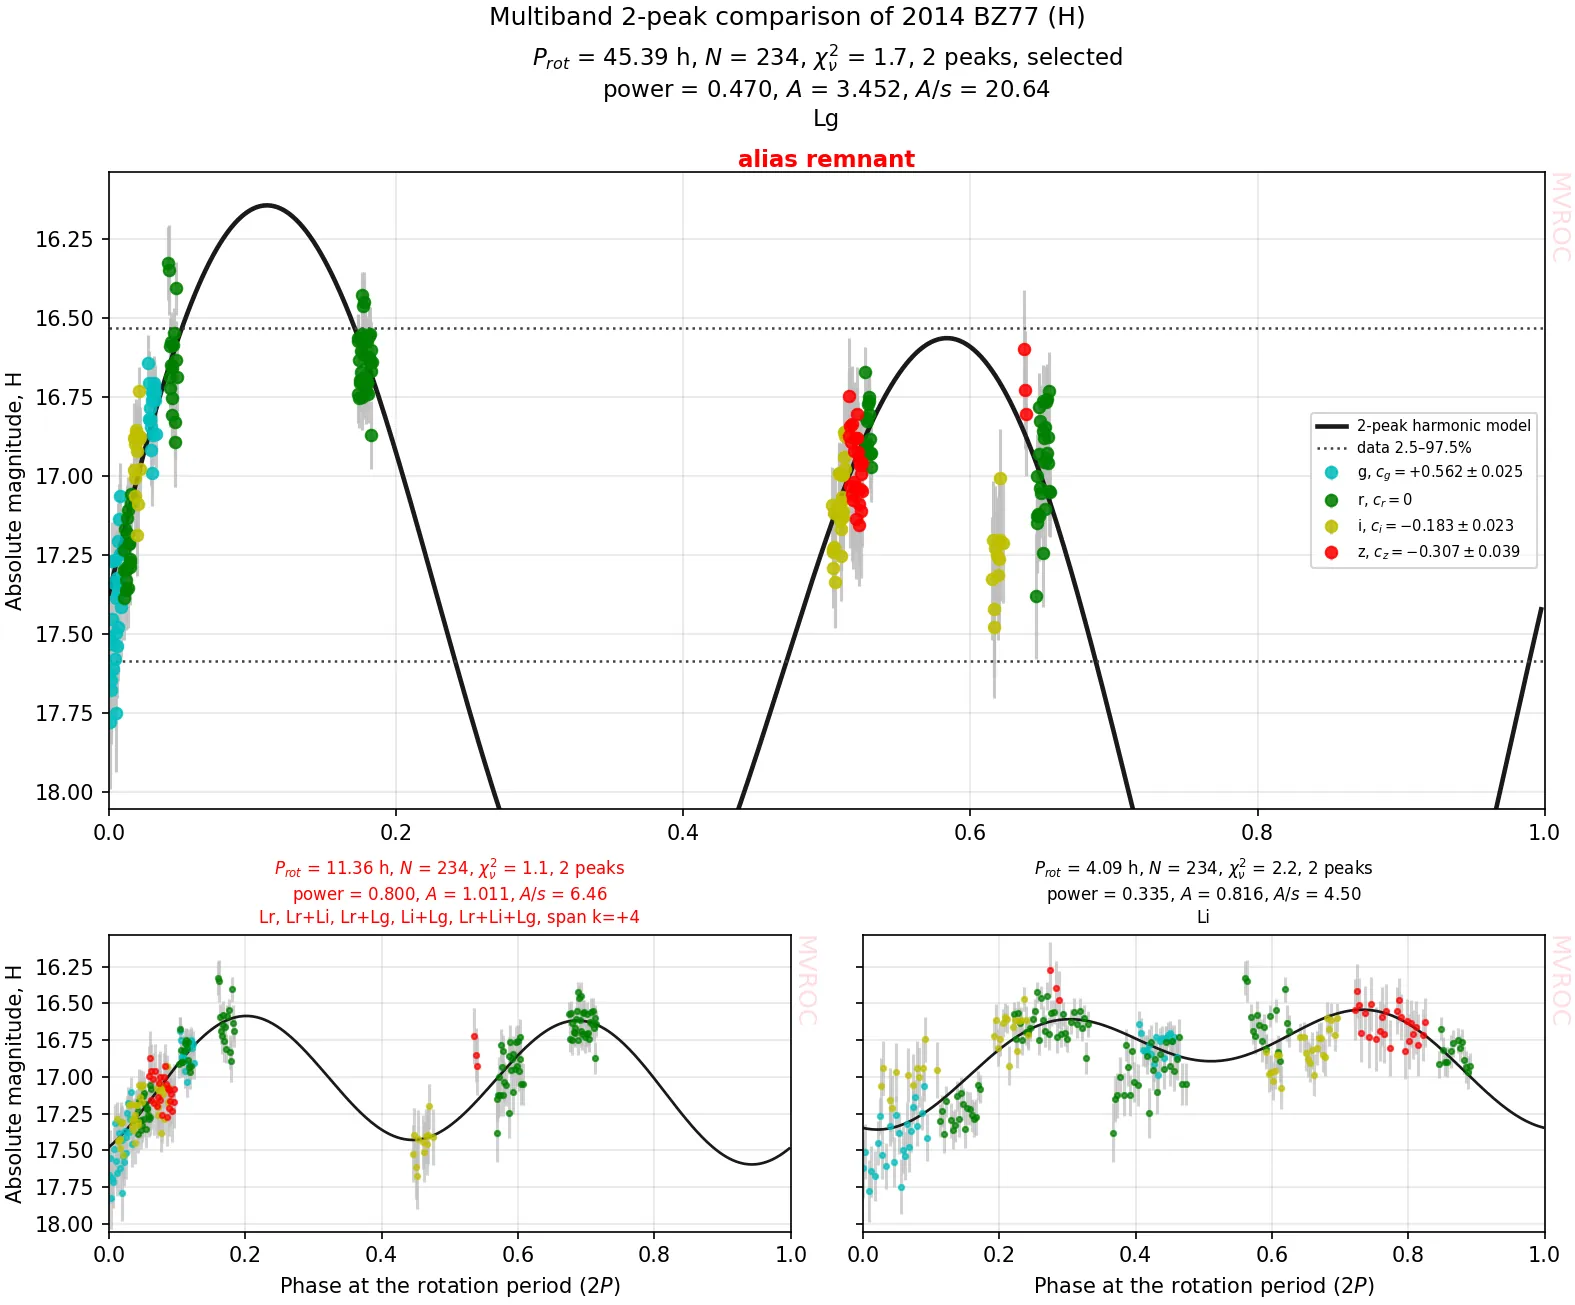 Multiband 2-peak comparison of 2014 BZ77 (H)
P_rot = 45.39 h, N = 234, χ²_ν = 1.7, 2 peaks, selected
power = 0.470, A = 3.452, A/s = 20.64
Lg
alias remnant
MVROC
Absolute magnitude, H
16.25
16.50
16.75
17.00
17.25
17.50
17.75
18.00
2-peak harmonic model
data 2.5–97.5%
g, c_g = +0.562 ± 0.025
r, c_r = 0
i, c_i = −0.183 ± 0.023
z, c_z = −0.307 ± 0.039
0.0 0.2 0.4 0.6 0.8 1.0
P_rot = 11.36 h, N = 234, χ²_ν = 1.1, 2 peaks
power = 0.800, A = 1.011, A/s = 6.46
Lr, Lr+Li, Lr+Lg, Li+Lg, Lr+Li+Lg, span k=+4
MVROC
Absolute magnitude, H
16.25
16.50
16.75
17.00
17.25
17.50
17.75
18.00
0.0 0.2 0.4 0.6 0.8 1.0
Phase at the rotation period (2P)
P_rot = 4.09 h, N = 234, χ²_ν = 2.2, 2 peaks
power = 0.335, A = 0.816, A/s = 4.50
Li
MVROC
0.0 0.2 0.4 0.6 0.8 1.0
Phase at the rotation period (2P)